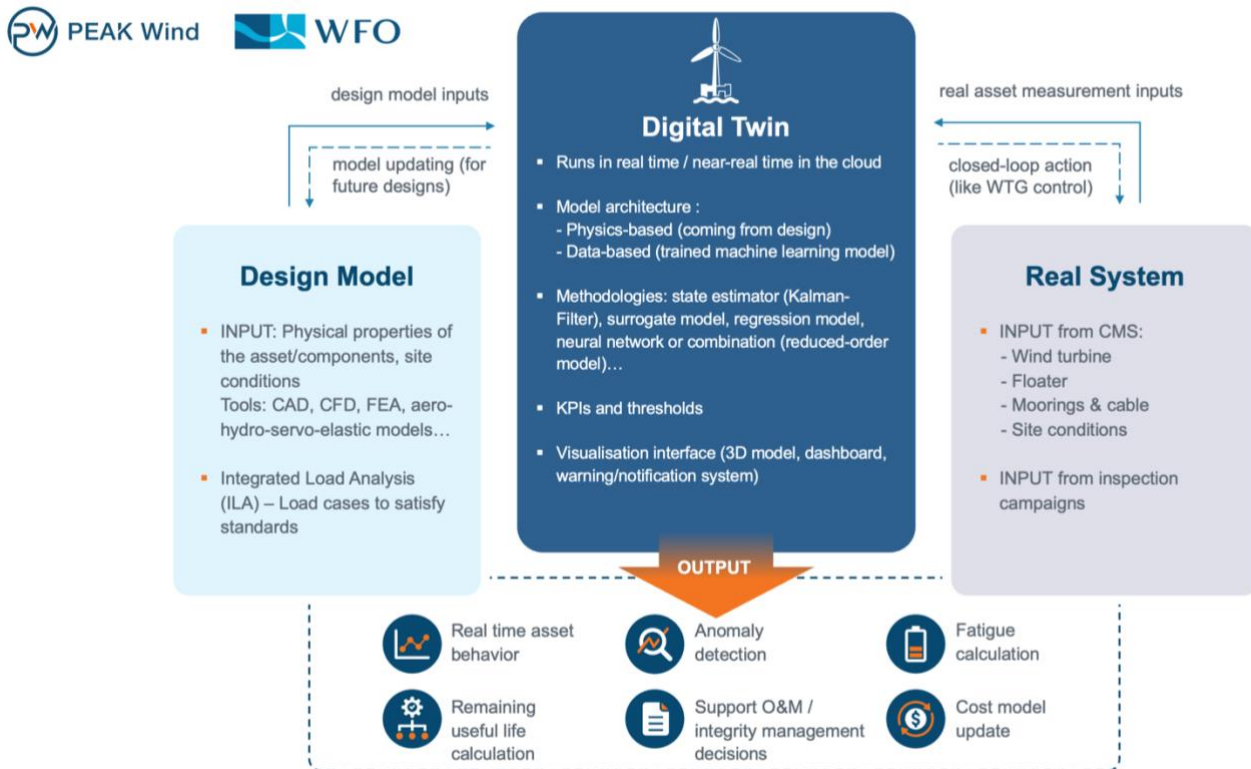 PW PEAK Wind
WFO
design model inputs
model updating (for
future designs)
real asset measurement inputs
closed-loop action
(like WTG control)
Design Model
▪ INPUT: Physical properties of
the asset/components, site
conditions
Tools: CAD, CFD, FEA, aero-
hydro-servo-elastic models…
▪ Integrated Load Analysis
(ILA) – Load cases to satisfy
standards
Digital Twin
▪ Runs in real time / near-real time in the cloud
▪ Model architecture :
- Physics-based (coming from design)
- Data-based (trained machine learning model)
▪ Methodologies: state estimator (Kalman-
Filter), surrogate model, regression model,
neural network or combination (reduced-order
model)…
▪ KPIs and thresholds
▪ Visualisation interface (3D model, dashboard,
warning/notification system)
Real System
▪ INPUT from CMS:
- Wind turbine
- Floater
- Moorings & cable
- Site conditions
▪ INPUT from inspection
campaigns
OUTPUT
Real time asset
behavior
Anomaly
detection
Fatigue
calculation
Remaining
useful life
calculation
Support O&M /
integrity management
decisions
$
Cost model
update